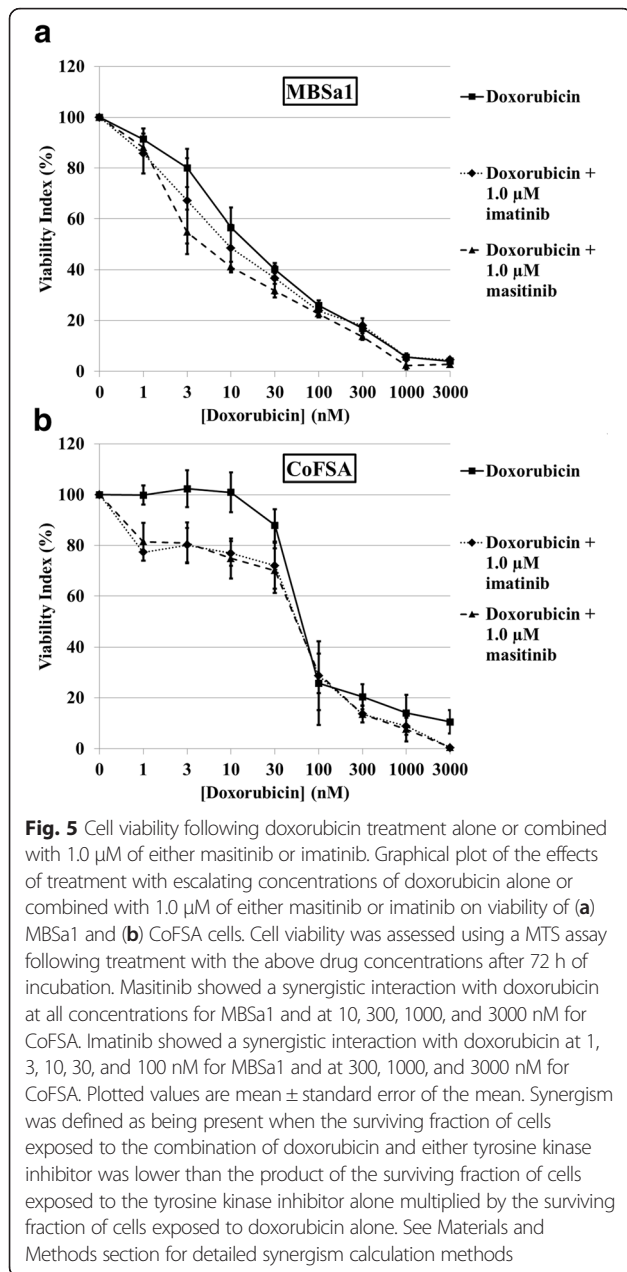 a
120
100
80
60
40
20
0
Viability Index (%)
MBSa1
Doxorubicin
Doxorubicin +
1.0 µM
imatinib
Doxorubicin +
1.0 µM
masitinib
0 1 3 10 30 100 300 1000 3000
[Doxorubicin] (nM)
b
120
100
80
60
40
20
0
Viability Index (%)
CoFSA
Doxorubicin
Doxorubicin +
1.0 µM
imatinib
Doxorubicin +
1.0 µM
masitinib
0 1 3 10 30 100 300 1000 3000
[Doxorubicin] (nM)
Fig. 5 Cell viability following doxorubicin treatment alone or combined
with 1.0 µM of either masitinib or imatinib. Graphical plot of the effects
of treatment with escalating concentrations of doxorubicin alone or
combined with 1.0 µM of either masitinib or imatinib on viability of (a)
MBSa1 and (b) CoFSA cells. Cell viability was assessed using a MTS assay
following treatment with the above drug concentrations after 72 h of
incubation. Masitinib showed a synergistic interaction with doxorubicin
at all concentrations for MBSa1 and at 10, 300, 1000, and 3000 nM for
CoFSA. Imatinib showed a synergistic interaction with doxorubicin at 1,
3, 10, 30, and 100 nM for MBSa1 and at 300, 1000, and 3000 nM for
CoFSA. Plotted values are mean ± standard error of the mean. Synergism
was defined as being present when the surviving fraction of cells
exposed to the combination of doxorubicin and either tyrosine kinase
inhibitor was lower than the product of the surviving fraction of cells
exposed to the tyrosine kinase inhibitor alone multiplied by the surviving
fraction of cells exposed to doxorubicin alone. See Materials and
Methods section for detailed synergism calculation methods